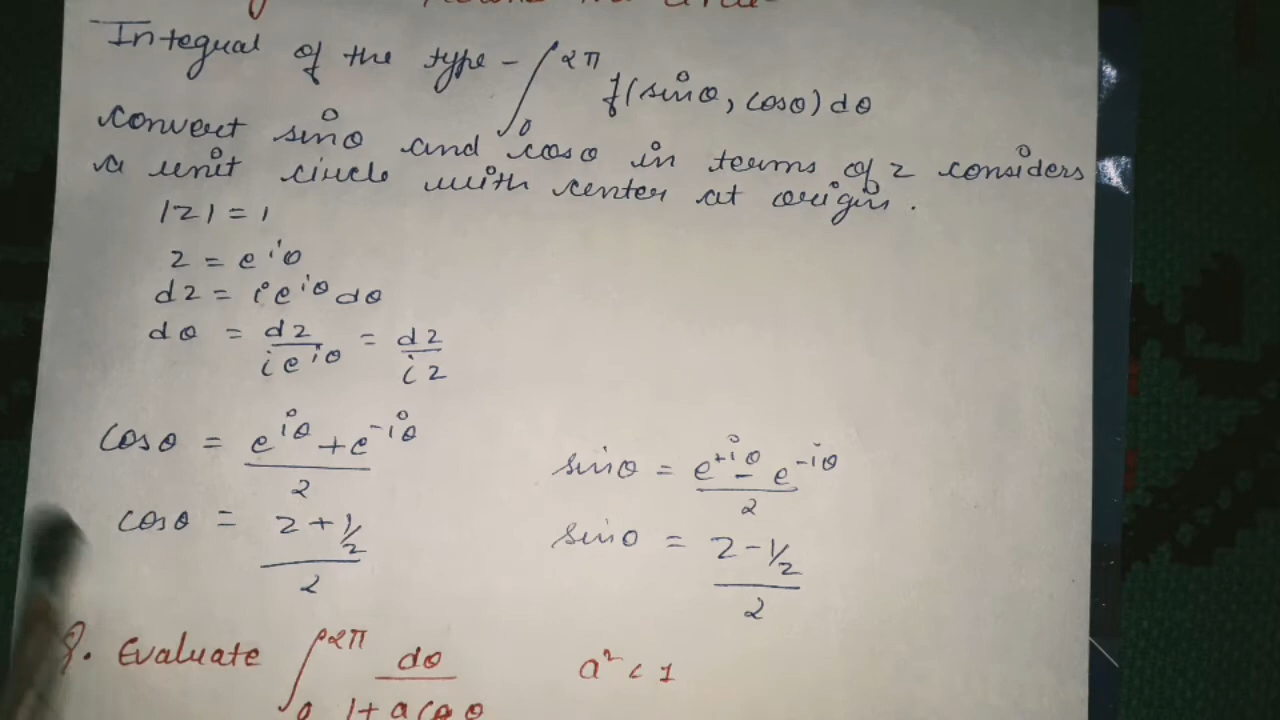 Integral of the type - ∫₀^2π f(sinθ, cosθ) dθ
convert sinθ and cosθ in terms of z considers
a unit circle with center at origin.
|z| = 1
z = e^iθ
dz = ie^iθ dθ
dθ = dz/ie^iθ = dz/iz
cosθ = (e^iθ + e^-iθ)/2
sinθ = (e^+iθ - e^-iθ)/2
cosθ = (z + 1/z)/2
sinθ = (z - 1/z)/2
Q. Evaluate ∫₀^2π dθ/(1 + a cos θ) a² < 1